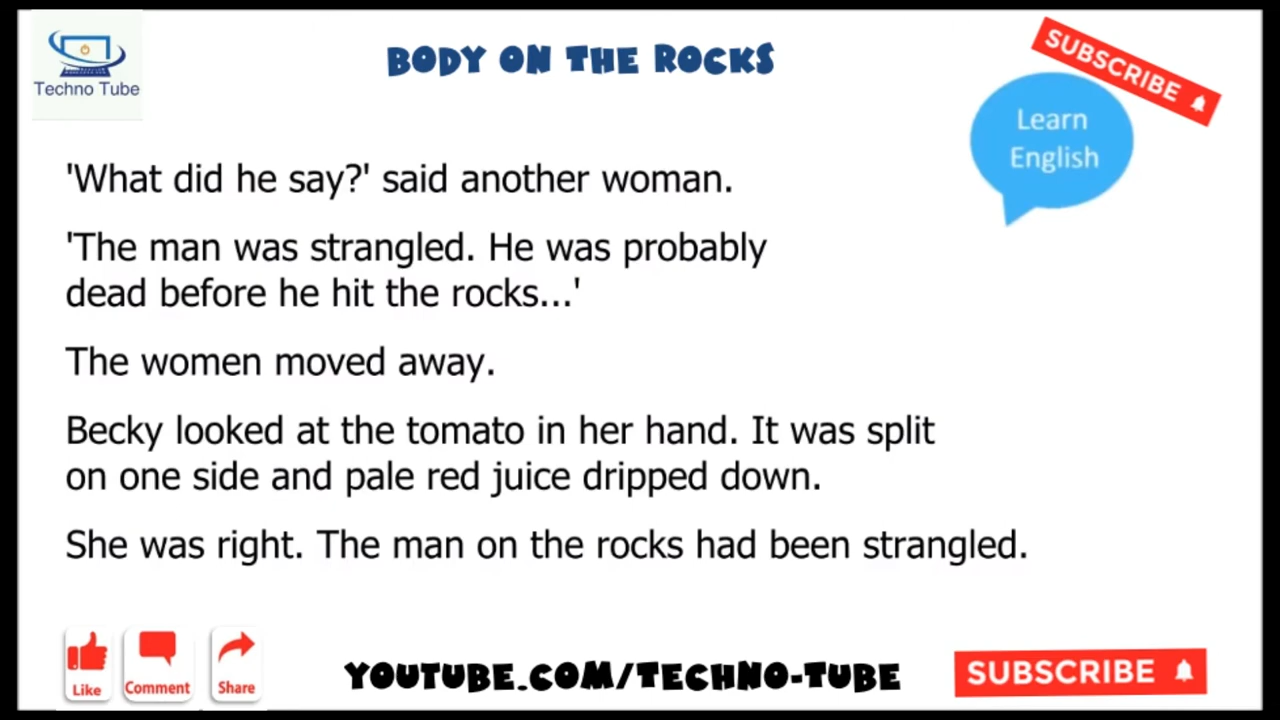 Techno Tube
BODY ON THE ROCKS
SUBSCRIBE
Learn
English
'What did he say?' said another woman.
'The man was strangled. He was probably
dead before he hit the rocks...'
The women moved away.
Becky looked at the tomato in her hand. It was split
on one side and pale red juice dripped down.
She was right. The man on the rocks had been strangled.
Like
Comment
Share
YOUTUBE.COM/TECHNO-TUBE
SUBSCRIBE